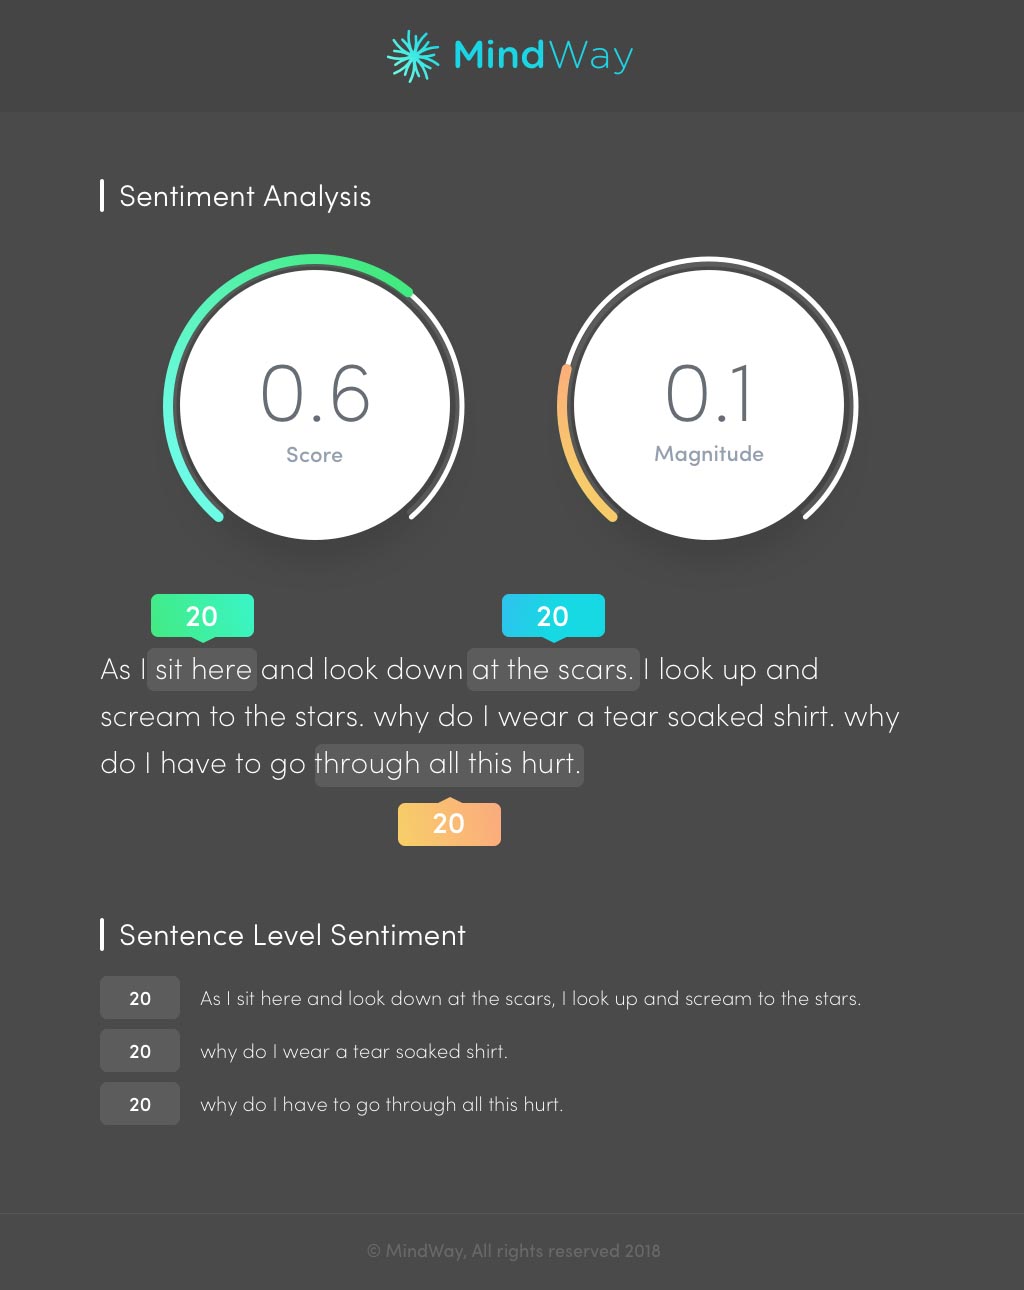 MindWay
Sentiment Analysis
0.6
Score
0.1
Magnitude
20
20
As I sit here and look down at the scars. I look up and
scream to the stars. why do I wear a tear soaked shirt. why
do I have to go through all this hurt.
20
Sentence Level Sentiment
20 As I sit here and look down at the scars, I look up and scream to the stars.
20 why do I wear a tear soaked shirt.
20 why do I have to go through all this hurt.
© MindWay, All rights reserved 2018